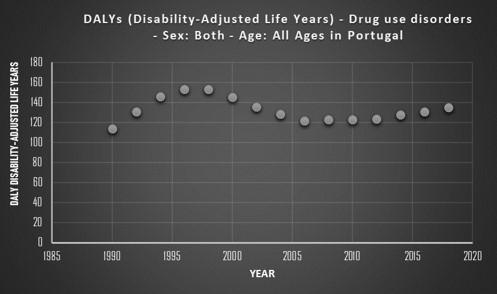 DALYs (Disability-Adjusted Life Years) - Drug use disorders
- Sex: Both - Age: All Ages in Portugal
DALY DISABILITY-ADJUSTED LIFE YEARS
180
160
140
120
100
80
60
40
20
0
1985 1990 1995 2000 2005 2010 2015 2020
YEAR